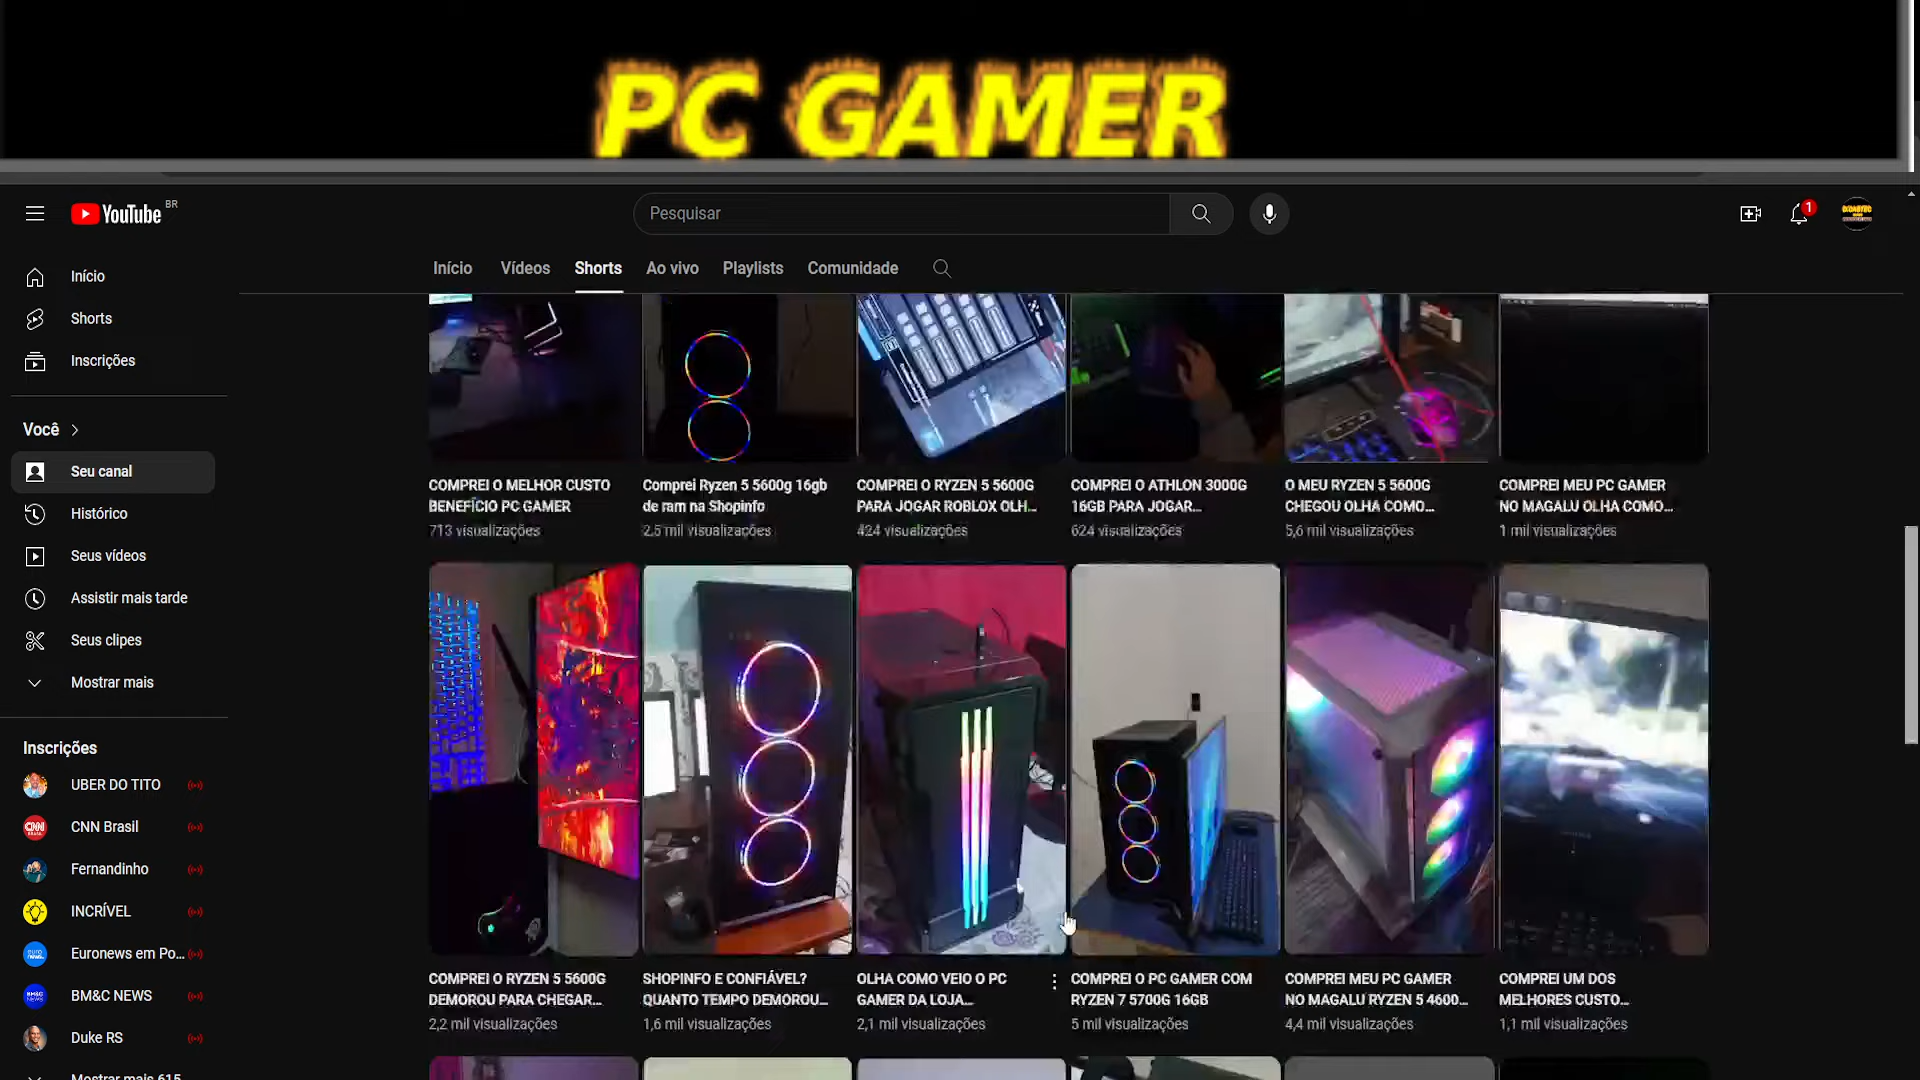 PC GAMER
YouTube BR
Pesquisar
1
Início
Shorts
Inscrições
Você
Seu canal
Histórico
Seus vídeos
Assistir mais tarde
Seus clipes
Mostrar mais
Inscrições
UBER DO TITO
CNN Brasil
Fernandinho
INCRÍVEL
Euronews em Po...
BM&C NEWS
Duke RS
Mostrar mais 615
Início Vídeos Shorts Ao vivo Playlists Comunidade
COMPREI O MELHOR CUSTO
BENEFÍCIO PC GAMER
713 visualizações
Comprei Ryzen 5 5600g 16gb
de ram na Shopinfo
2,5 mil visualizações
COMPREI O RYZEN 5 5600G
PARA JOGAR ROBLOX OLH...
424 visualizações
COMPREI O ATHLON 3000G
16GB PARA JOGAR...
624 visualizações
O MEU RYZEN 5 5600G
CHEGOU OLHA COMO...
5,6 mil visualizações
COMPREI MEU PC GAMER
NO MAGALU OLHA COMO...
1 mil visualizações
COMPREI O RYZEN 5 5600G
DEMOROU PARA CHEGAR...
2,2 mil visualizações
SHOPINFO E CONFIÁVEL?
QUANTO TEMPO DEMOROU...
1,6 mil visualizações
OLHA COMO VEIO O PC
GAMER DA LOJA...
2,1 mil visualizações
COMPREI O PC GAMER COM
RYZEN 7 5700G 16GB
5 mil visualizações
COMPREI MEU PC GAMER
NO MAGALU RYZEN 5 4600...
4,4 mil visualizações
COMPREI UM DOS
MELHORES CUSTO...
1,1 mil visualizações